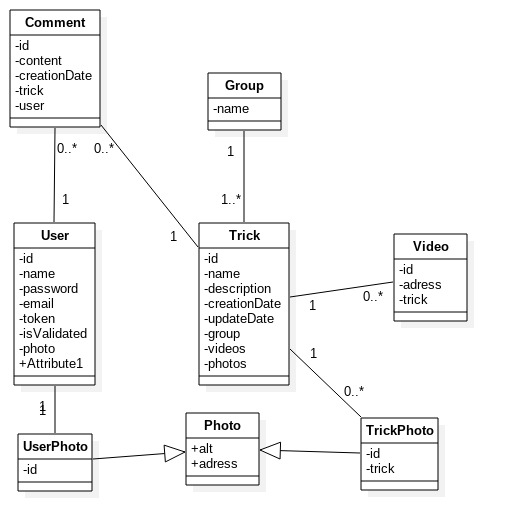 Comment
-id
-content
-creationDate
-trick
-user
Group
-name
0..*
0..*
1
1..*
1
1
User
-id
-name
-password
-email
-token
-isValidated
-photo
+Attribute1
Trick
-id
-name
-description
-creationDate
-updateDate
-group
-videos
-photos
Video
-id
-adress
-trick
1
0..*
1
0..*
1
1
UserPhoto
-id
Photo
+alt
+adress
TrickPhoto
-id
-trick